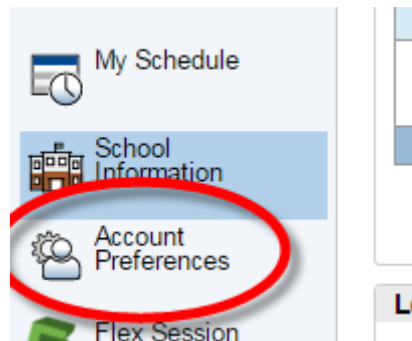 My Schedule
School
Information
Account
Preferences
Flex Session